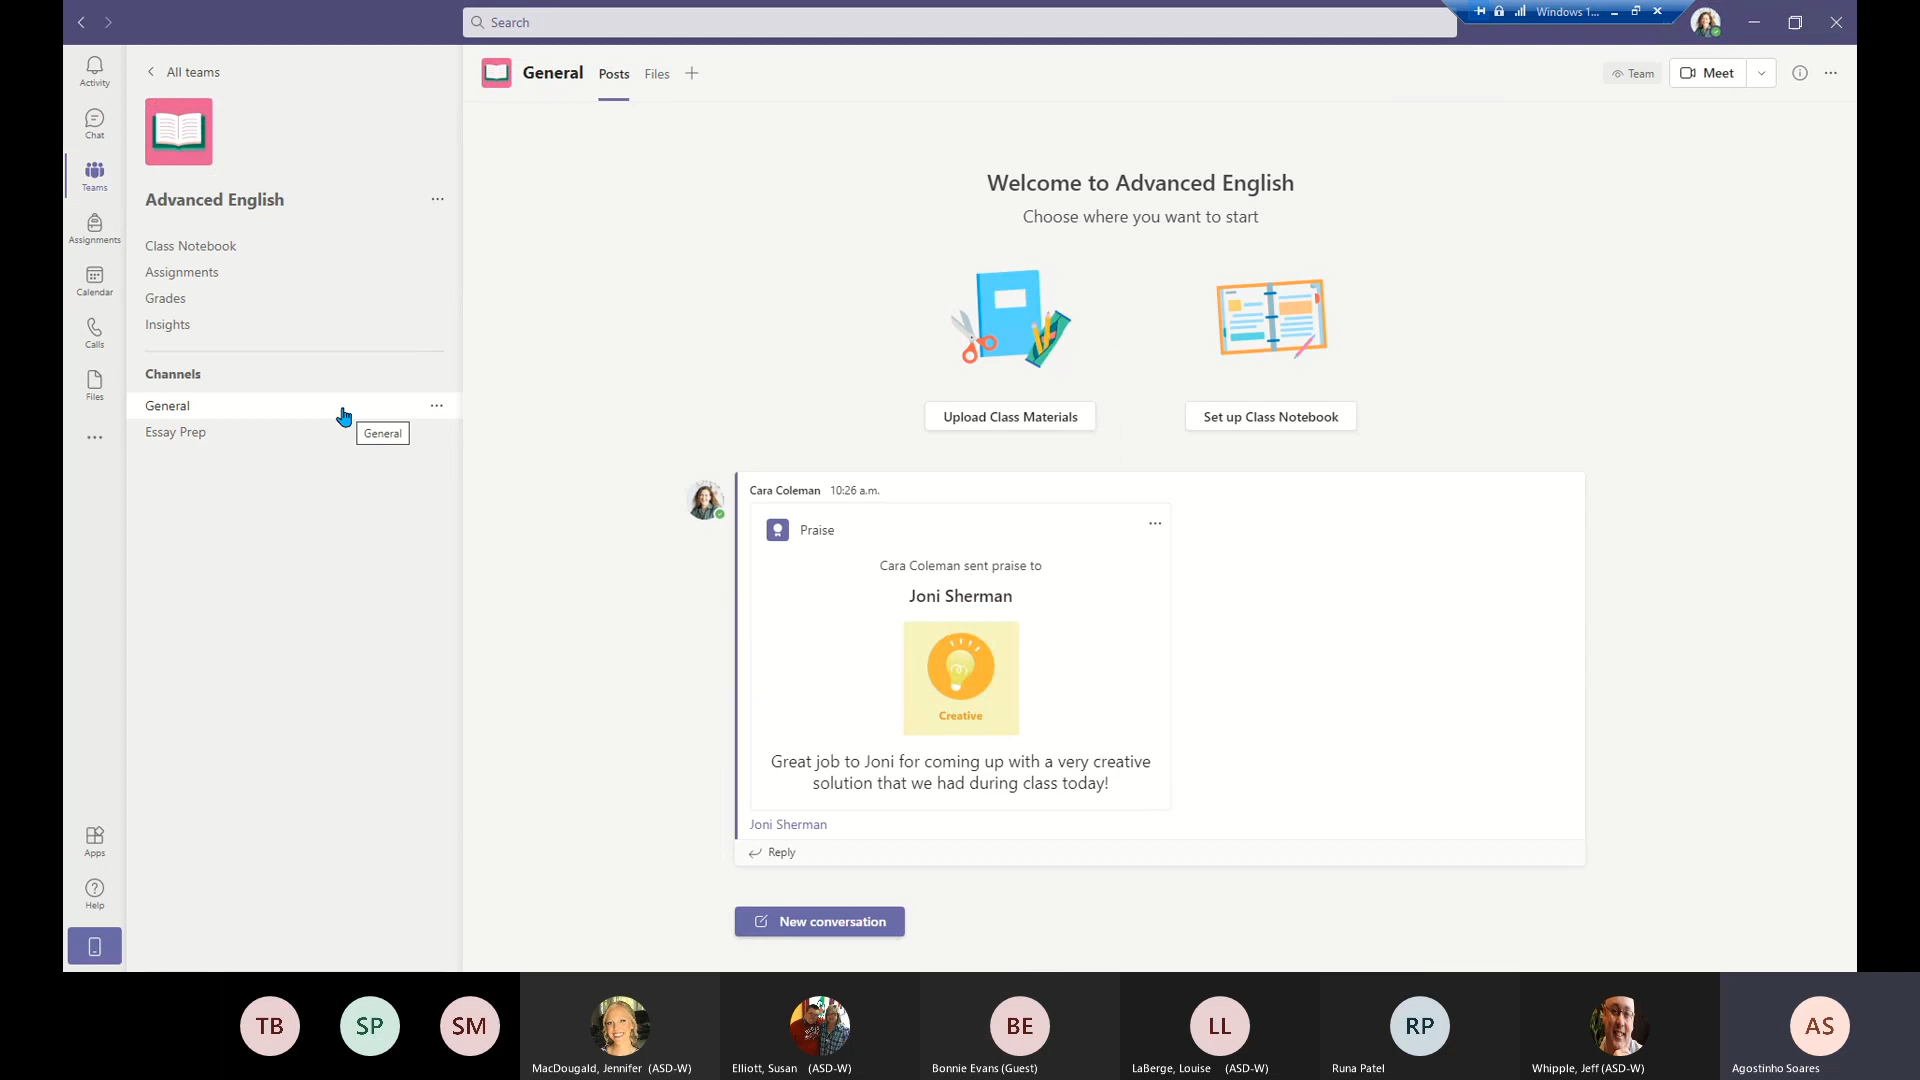 Search
Windows 1...
Activity
Chat
Teams
Assignments
Calendar
Calls
Files
Apps
Help
All teams
Advanced English
Class Notebook
Assignments
Grades
Insights
Channels
General
General
Essay Prep
General
Posts
Files
Team
Meet
Welcome to Advanced English
Choose where you want to start
Upload Class Materials
Set up Class Notebook
Cara Coleman 10:26 a.m.
Praise
Cara Coleman sent praise to
Joni Sherman
Creative
Great job to Joni for coming up with a very creative
solution that we had during class today!
Joni Sherman
Reply
New conversation
TB
SP
SM
BE
LL
RP
AS
MacDougald, Jennifer (ASD-W)
Elliott, Susan (ASD-W)
Bonnie Evans (Guest)
LaBerge, Louise (ASD-W)
Runa Patel
Whipple, Jeff (ASD-W)
Agostinho Soares